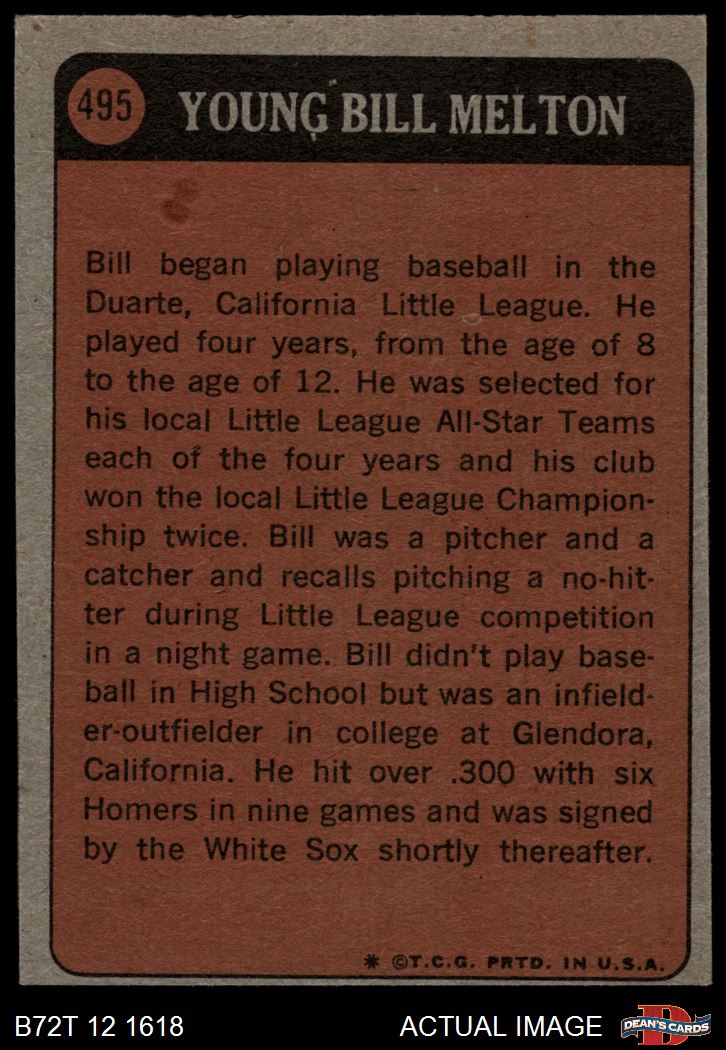 495
YOUNG BILL MELTON
Bill began playing baseball in the
Duarte, California Little League. He
played four years, from the age of 8
to the age of 12. He was selected for
his local Little League All-Star Teams
each of the four years and his club
won the local Little League Champion-
ship twice. Bill was a pitcher and a
catcher and recalls pitching a no-hit-
ter during Little League competition
in a night game. Bill didn't play base-
ball in High School but was an infield-
er-outfielder in college at Glendora,
California. He hit over .300 with six
Homers in nine games and was signed
by the White Sox shortly thereafter.
* ©T.C.G. PRTD. IN U.S.A.
B72T 12 1618
ACTUAL IMAGE
D
DEAN'S CARDS